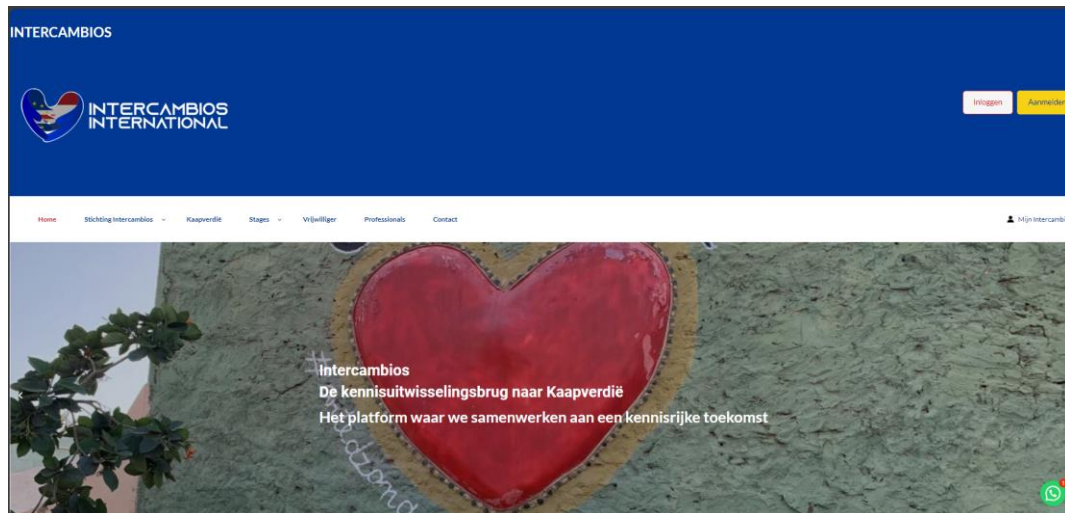 INTERCAMBIOS
INTERCAMBIOS
INTERNATIONAL
Inloggen
Aanmelden
Home
Stichting Intercambios
Kaapverdië
Stages
Vrijwilliger
Professionals
Contact
Mijn Intercambi
Intercambios
De kennisuitwisselingsbrug naar Kaapverdië
Het platform waar we samenwerken aan een kennisrijke toekomst